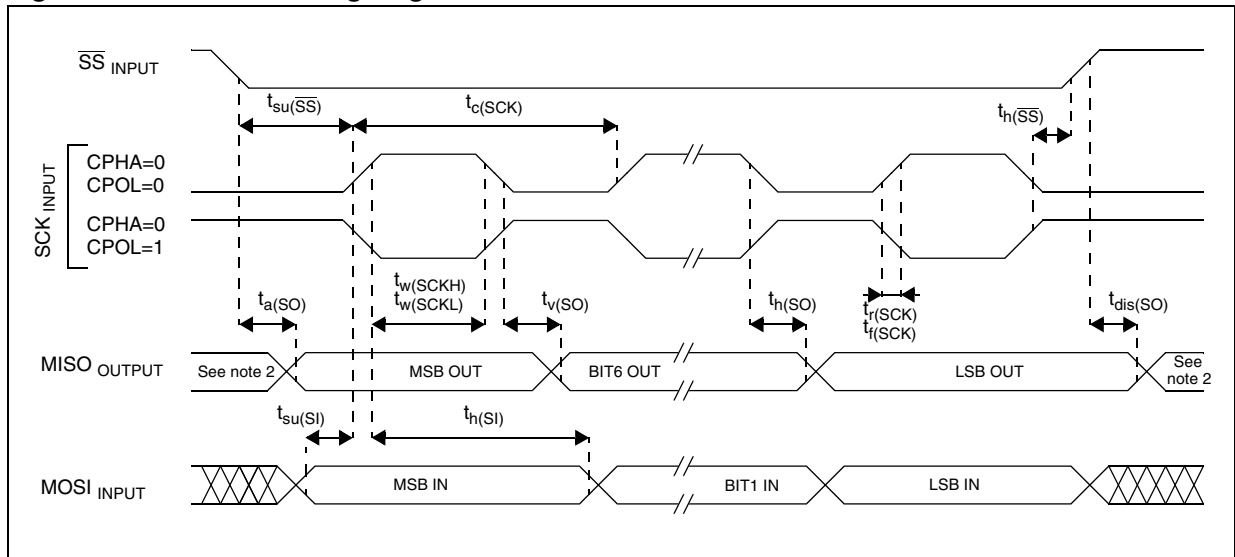 SS INPUT
tsu(SS)
tc(SCK)
th(SS)
SCK INPUT
CPHA=0
CPOL=0
CPHA=0
CPOL=1
ta(SO)
tw(SCKH)
tw(SCKL)
tv(SO)
th(SO)
tr(SCK)
tf(SCK)
tdis(SO)
MISO OUTPUT
See note 2
MSB OUT
BIT6 OUT
LSB OUT
See
note 2
tsu(SI)
th(SI)
MOSI INPUT
MSB IN
BIT1 IN
LSB IN